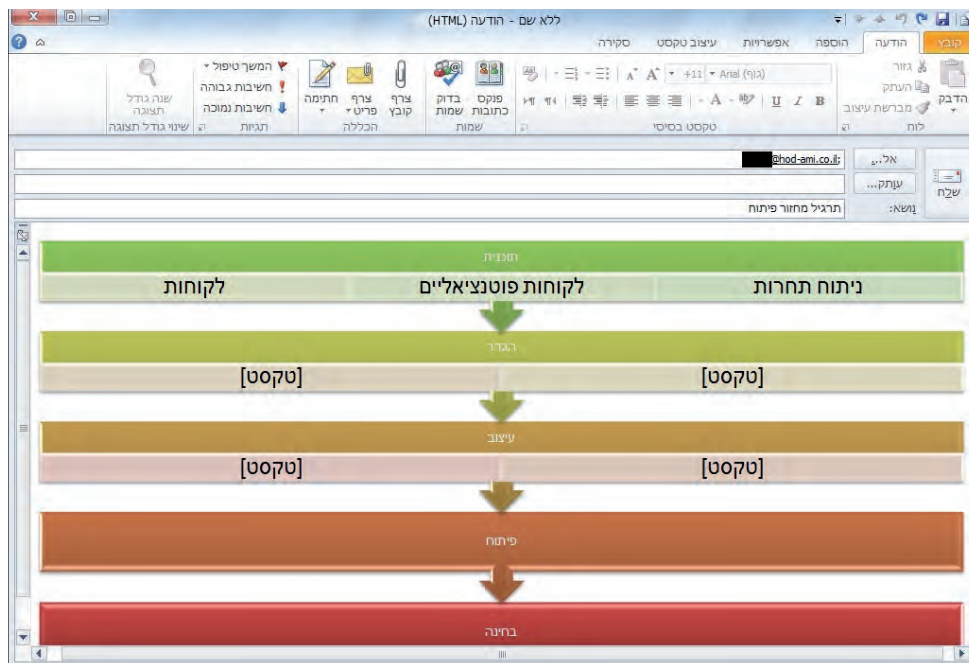 ללא שם - הודעה (HTML)
קובץ הודעה הוספה אפשרויות עיצוב טקסט סקירה
הדבק
גזור
העתק
מברשת עיצוב
לוח
Arial (גוף) 11+
B I U
טקסט בסיסי
פנקס כתובות
בדוק שמות
שמות
צרף קובץ
צרף פריט
חתימה
הכללה
המשך טיפול
חשיבות גבוהה
חשיבות נמוכה
תגיות
שנה גודל תצוגה
שינוי גודל תצוגה
שלח
אל...
@hod-ami.co.il;
עותק...
נושא: תרגיל מחזור פיתוח
תוכנית
ניתוח תחרות לקוחות פוטנציאליים לקוחות
הגדר
[טקסט] [טקסט]
עיצוב
[טקסט] [טקסט]
פיתוח
בחינה